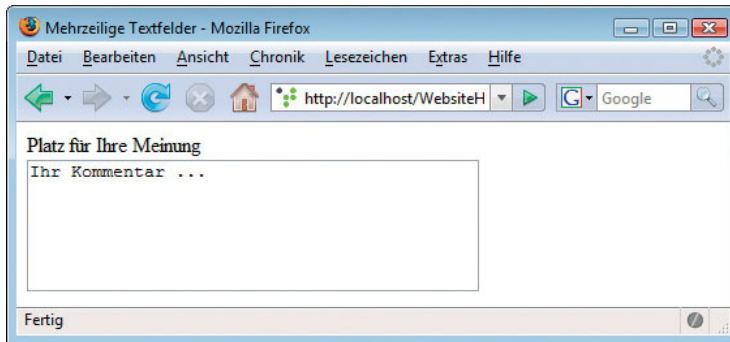 Mehrzeilige Textfelder - Mozilla Firefox
Datei Bearbeiten Ansicht Chronik Lesezeichen Extras Hilfe
http://localhost/WebsiteH G Google
Platz für Ihre Meinung
Ihr Kommentar ...
Fertig